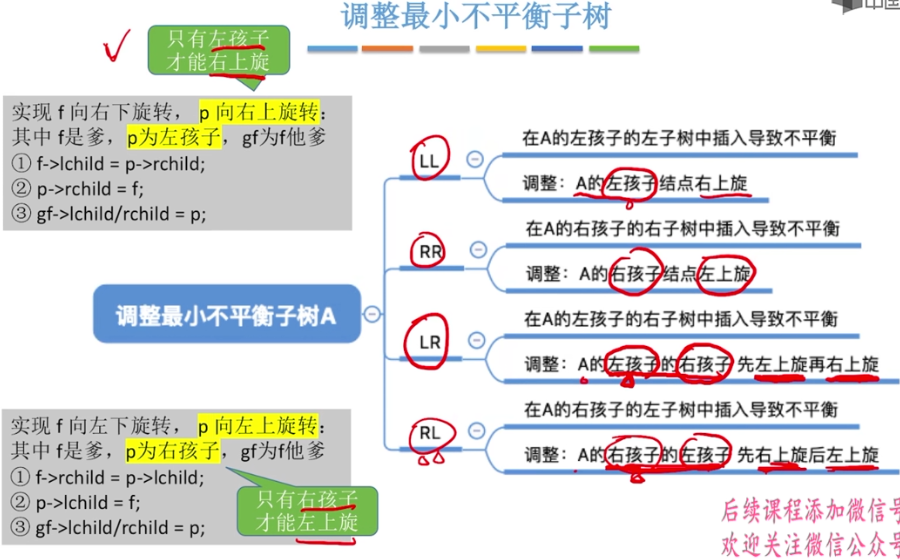 中国
调整最小不平衡子树
只有左孩子
才能右上旋
实现 f 向右下旋转， p 向右上旋转：
其中 f是爹，p为左孩子，gf为f他爹
① f->lchild = p->rchild;
② p->rchild = f;
③ gf->lchild/rchild = p;
调整最小不平衡子树A
LL
在A的左孩子的左子树中插入导致不平衡
调整：A的左孩子结点右上旋
RR
在A的右孩子的右子树中插入导致不平衡
调整：A的右孩子结点左上旋
LR
在A的左孩子的右子树中插入导致不平衡
调整：A的左孩子的右孩子 先左上旋再右上旋
RL
在A的右孩子的左子树中插入导致不平衡
调整：A的右孩子的左孩子 先右上旋后左上旋
实现 f 向左下旋转， p 向左上旋转：
其中 f是爹，p为右孩子，gf为f他爹
① f->rchild = p->lchild;
② p->lchild = f;
③ gf->lchild/rchild = p;
只有右孩子
才能左上旋
后续课程添加微信号
欢迎关注微信公众号